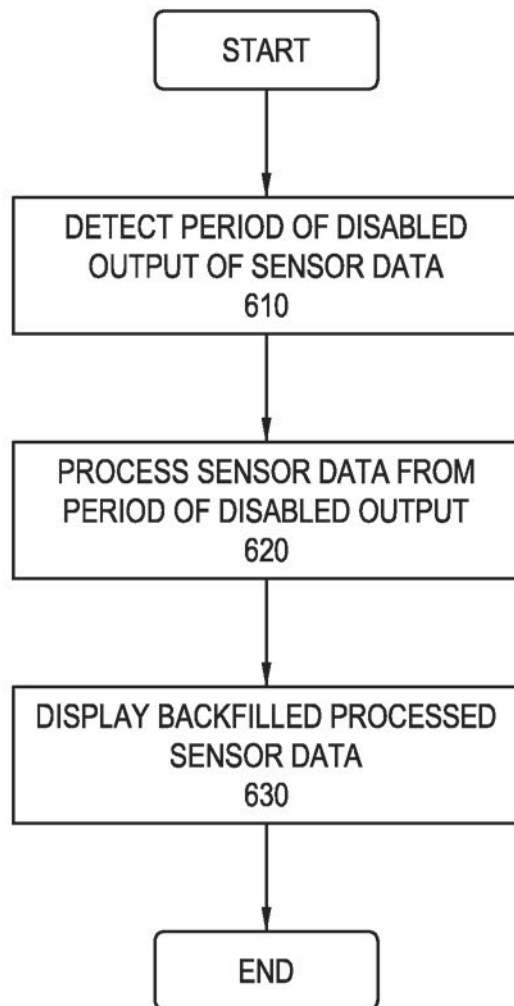 START
DETECT PERIOD OF DISABLED
OUTPUT OF SENSOR DATA
610
PROCESS SENSOR DATA FROM
PERIOD OF DISABLED OUTPUT
620
DISPLAY BACKFILLED PROCESSED
SENSOR DATA
630
END